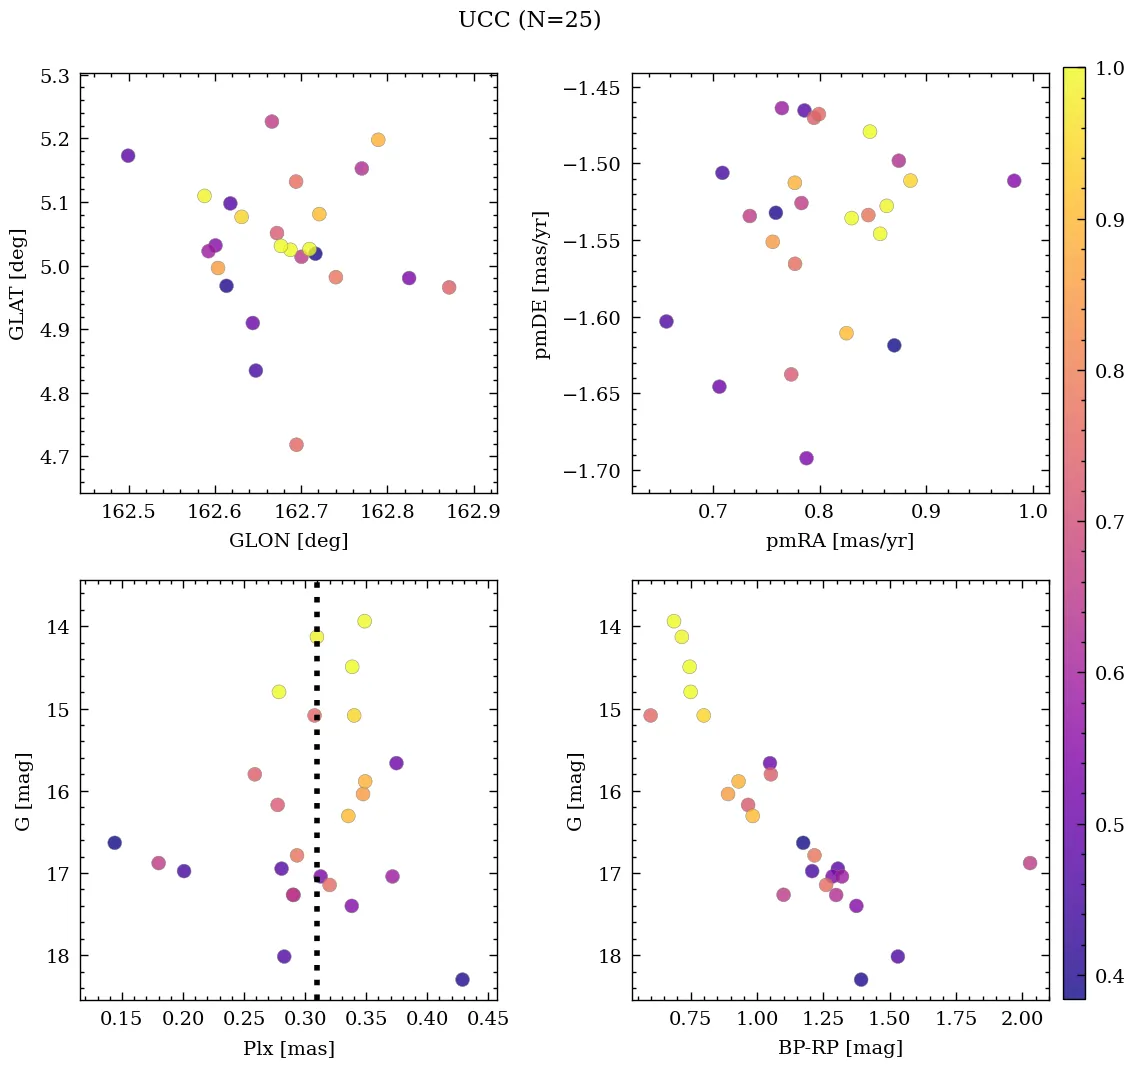 UCC (N=25)
5.3
5.2
5.1
5.0
4.9
4.8
4.7
GLAT [deg]
162.5 162.6 162.7 162.8 162.9
GLON [deg]
−1.45
−1.50
−1.55
−1.60
−1.65
−1.70
pmDE [mas/yr]
0.7 0.8 0.9 1.0
pmRA [mas/yr]
14
15
16
17
18
G [mag]
0.15 0.20 0.25 0.30 0.35 0.40 0.45
Plx [mas]
14
15
16
17
18
G [mag]
0.75 1.00 1.25 1.50 1.75 2.00
BP-RP [mag]
1.0
0.9
0.8
0.7
0.6
0.5
0.4